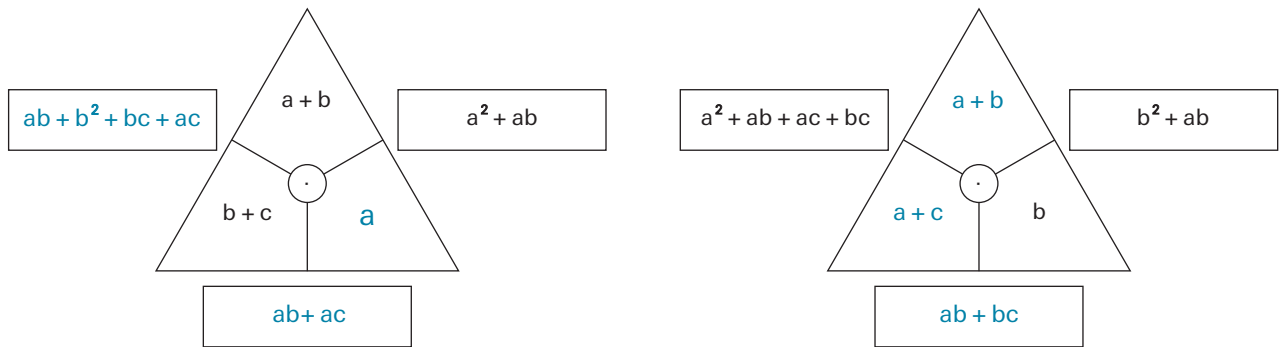 a + b
ab + b² + bc + ac
a² + ab
·
b + c
a
ab+ ac
a + b
a² + ab + ac + bc
b² + ab
·
a + c
b
ab + bc